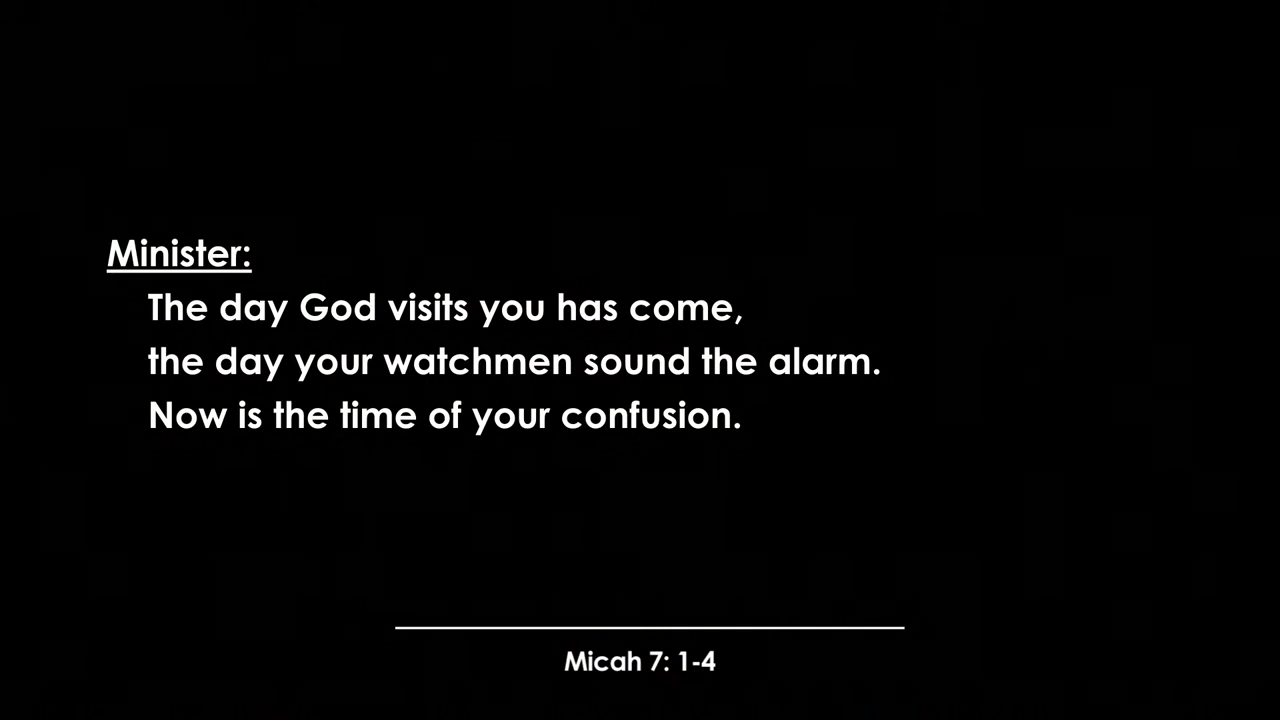 Minister:
The day God visits you has come,
the day your watchmen sound the alarm.
Now is the time of your confusion.
Micah 7: 1-4